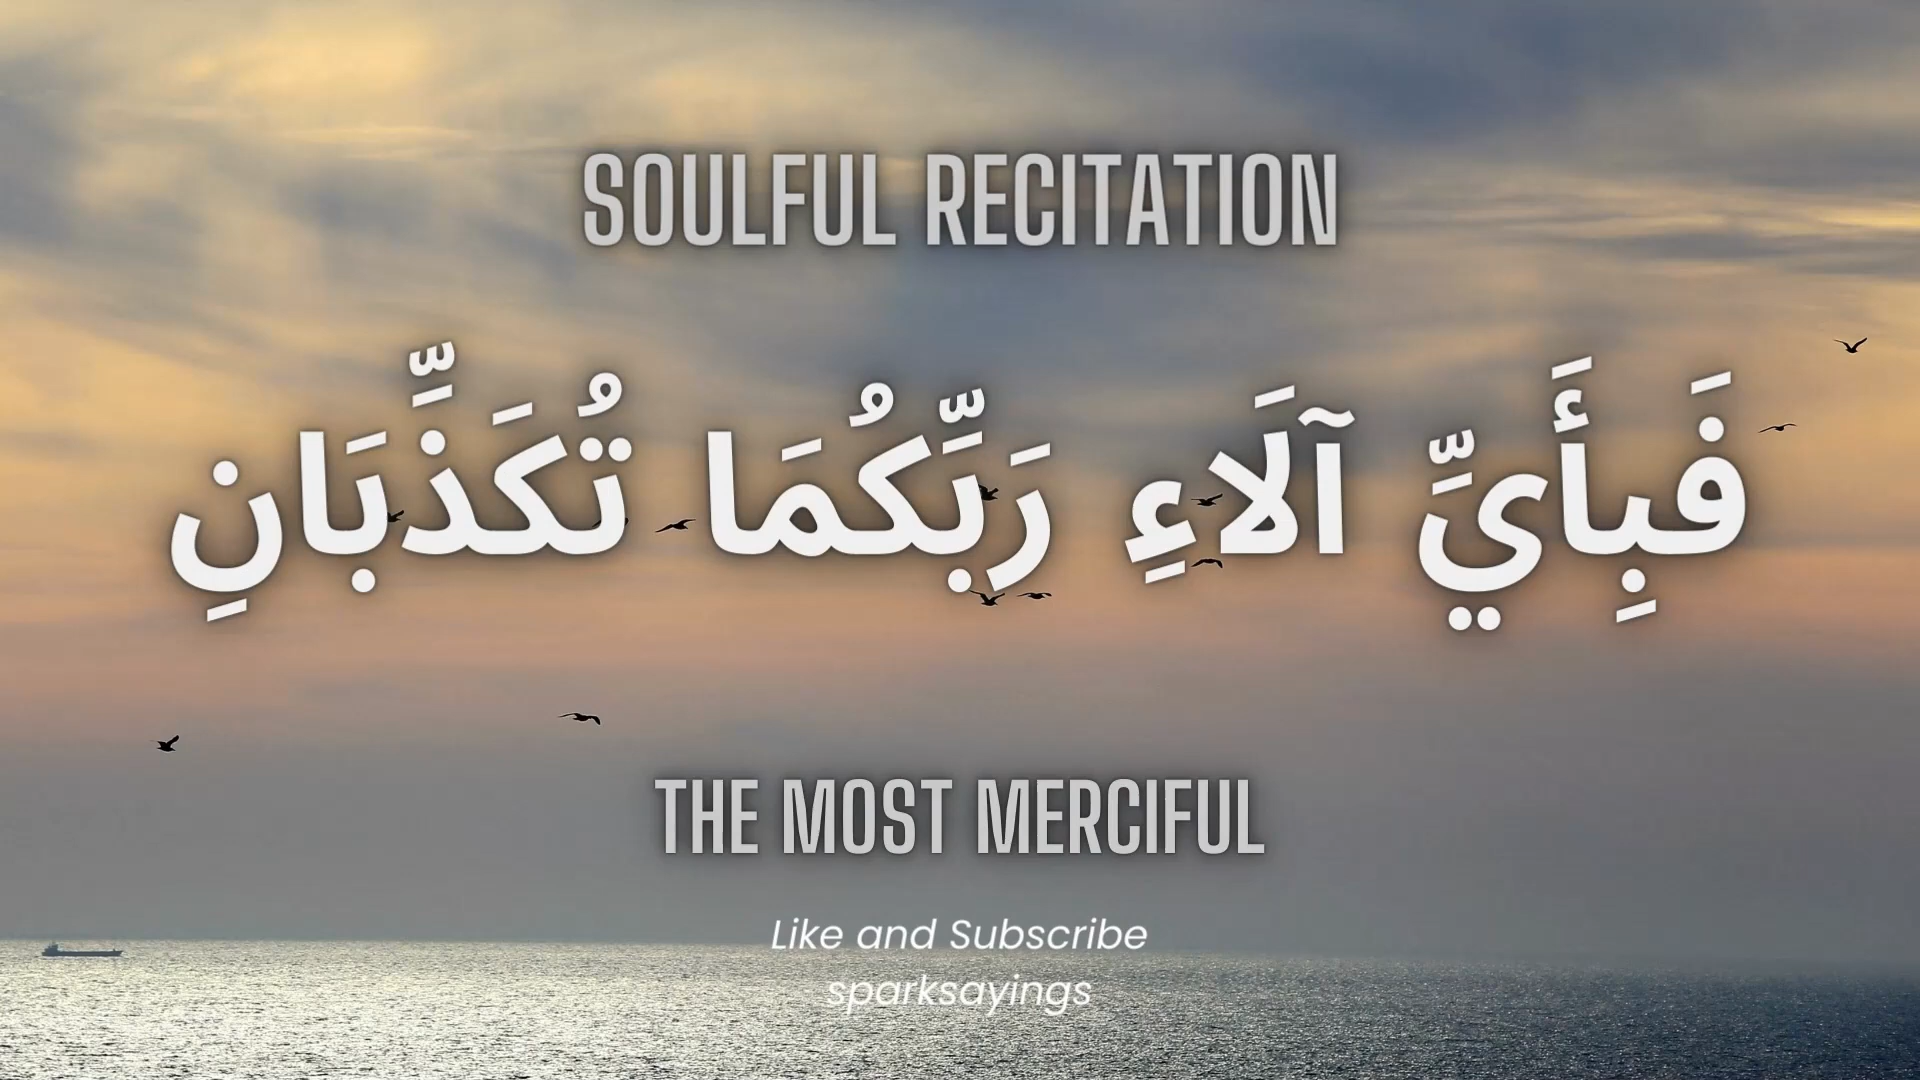 SOULFUL RECITATION
فَبِأَيِّ آلَاءِ رَبِّكُمَا تُكَذِّبَانِ
THE MOST MERCIFUL
Like and Subscribe
sparksayings